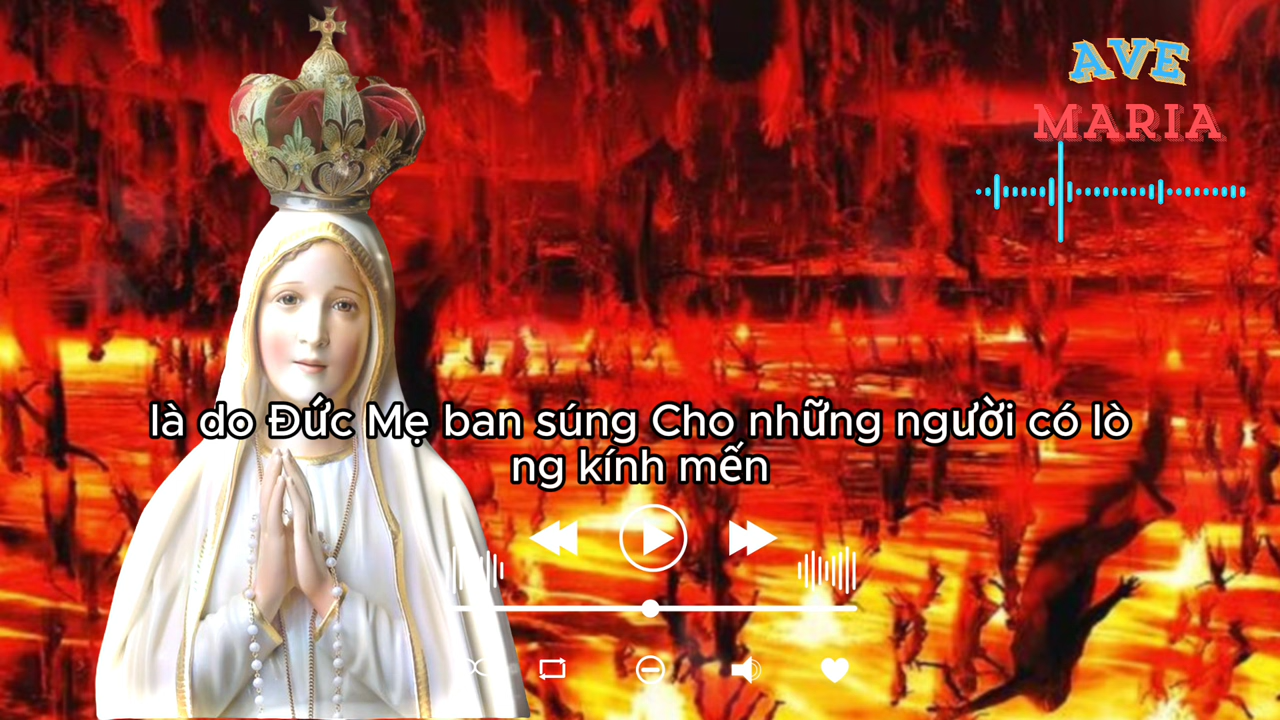 AVE
MARIA
là do Đức Mẹ ban súng Cho những người có lò
ng kính mến